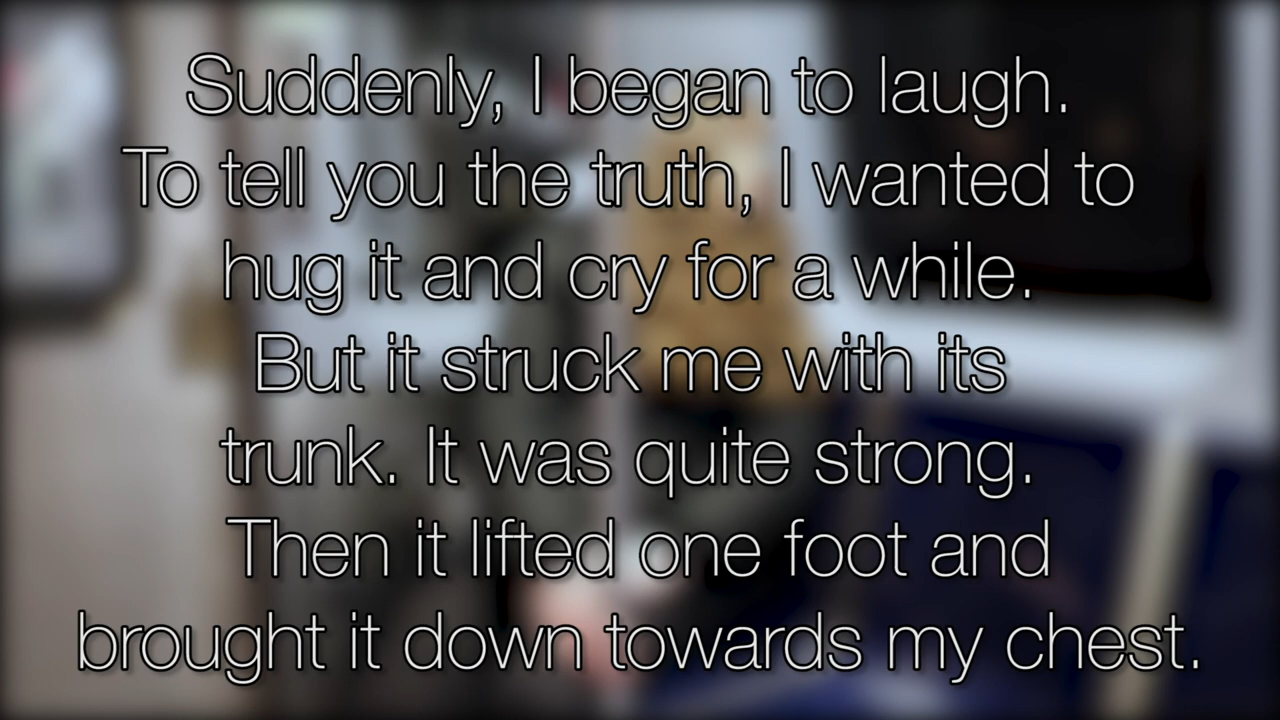 Suddenly, I began to laugh.
To tell you the truth, I wanted to
hug it and cry for a while.
But it struck me with its
trunk. It was quite strong.
Then it lifted one foot and
brought it down towards my chest.